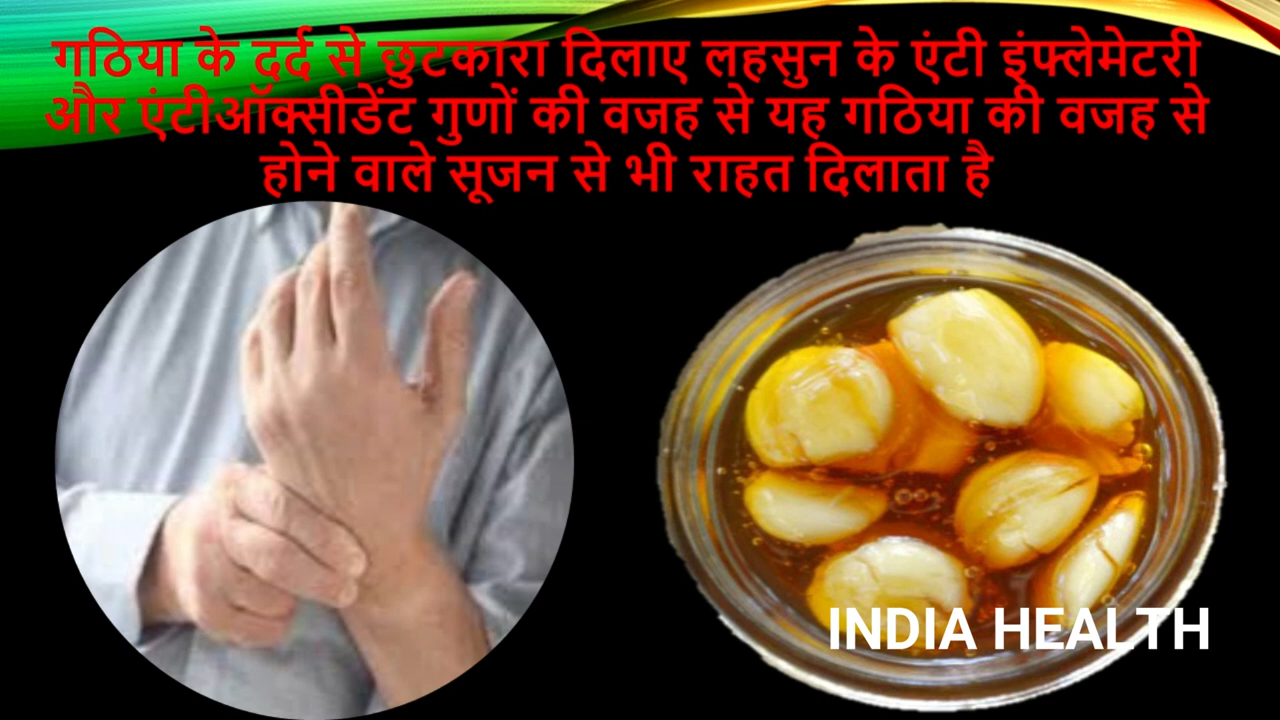 गठिया के दर्द से छुटकारा दिलाए लहसुन के एंटी इंफ्लेमेटरी
और एंटीऑक्सीडेंट गुणों की वजह से यह गठिया की वजह से
होने वाले सूजन से भी राहत दिलाता है
INDIA HEALTH